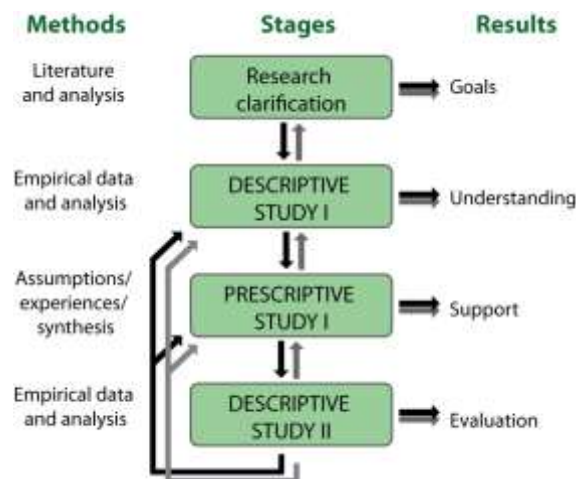 Methods Stages Results
Literature
and analysis
Research
clarification
Goals
Empirical data
and analysis
DESCRIPTIVE
STUDY I
Understanding
Assumptions/
experiences/
synthesis
PRESCRIPTIVE
STUDY I
Support
Empirical data
and analysis
DESCRIPTIVE
STUDY II
Evaluation